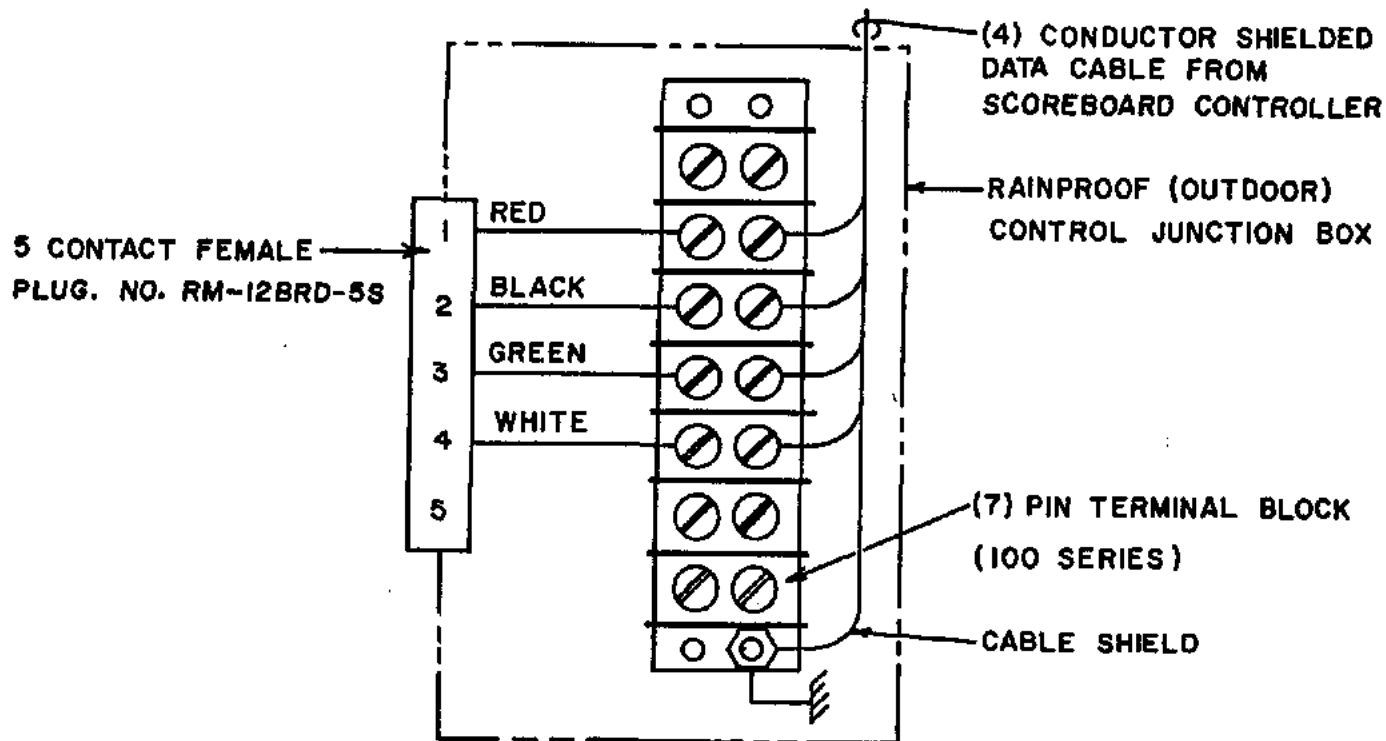 (4) CONDUCTOR SHIELDED
DATA CABLE FROM
SCOREBOARD CONTROLLER
RAINPROOF (OUTDOOR)
CONTROL JUNCTION BOX
5 CONTACT FEMALE
PLUG. NO. RM-12BRD-5S
1
RED
2
BLACK
3
GREEN
4
WHITE
5
(7) PIN TERMINAL BLOCK
(100 SERIES)
CABLE SHIELD